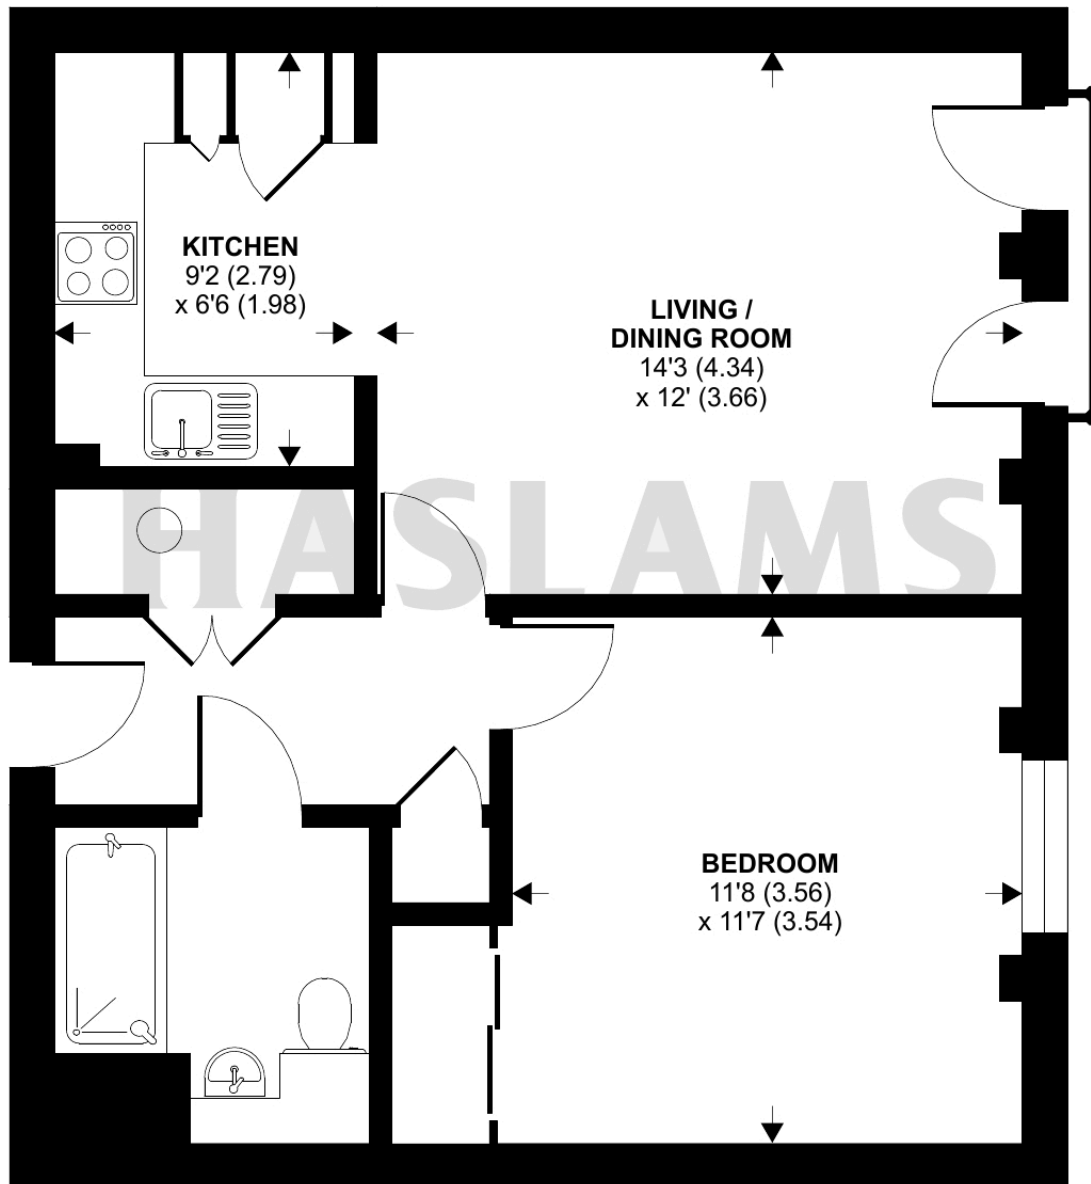 KITCHEN
9'2 (2.79)
x 6'6 (1.98)
LIVING /
DINING ROOM
14'3 (4.34)
x 12' (3.66)
HASLAMS
BEDROOM
11'8 (3.56)
x 11'7 (3.54)